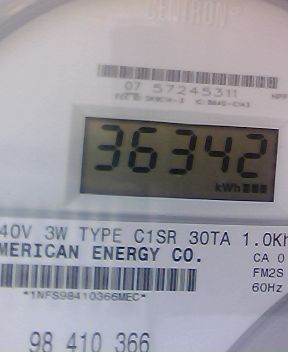 CENTRON®
07 57245311
36342
kWh
40V 3W TYPE C1SR 30TA 1.0Kh
MERICAN ENERGY CO.
CA 0
FM2S
60Hz
*1NFS98410366MEC*
98 410 366